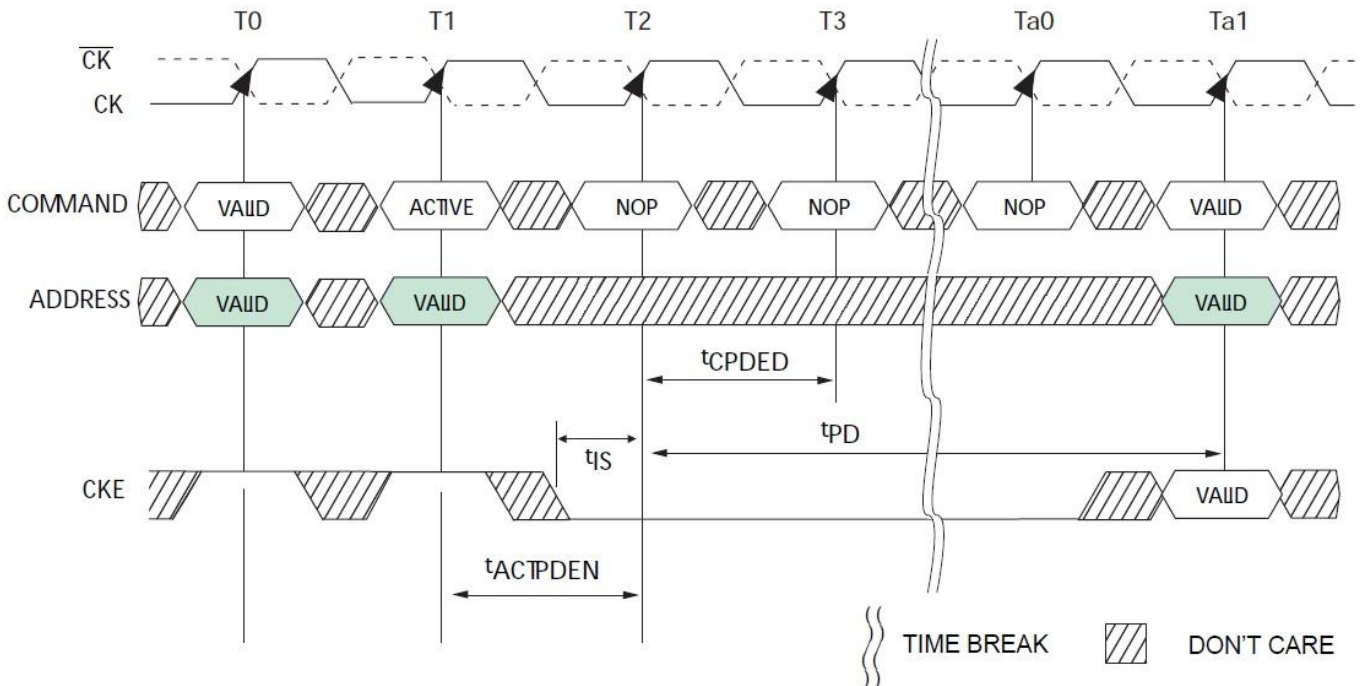 T0 T1 T2 T3 Ta0 Ta1
CK
CK
COMMAND VALID ACTIVE NOP NOP NOP VALID
ADDRESS VALID VALID VALID
tCPDED
tPD
tIS
CKE VALID
tACTPDEN
TIME BREAK DON'T CARE